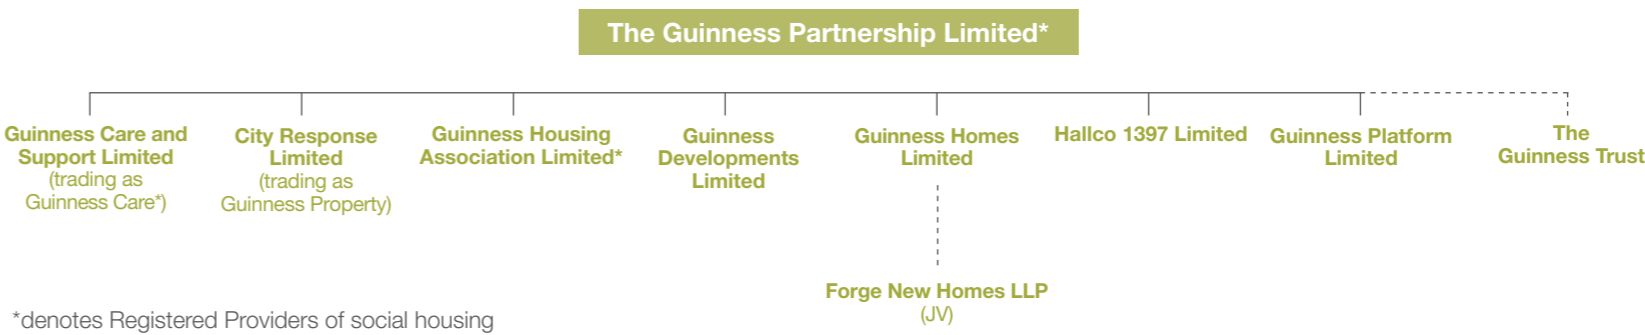 The Guinness Partnership Limited*
Guinness Care and
Support Limited
(trading as
Guinness Care*)
City Response
Limited
(trading as
Guinness Property)
Guinness Housing
Association Limited*
Guinness
Developments
Limited
Guinness Homes
Limited
Hallco 1397 Limited
Guinness Platform
Limited
The
Guinness Trust
Forge New Homes LLP
(JV)
*denotes Registered Providers of social housing